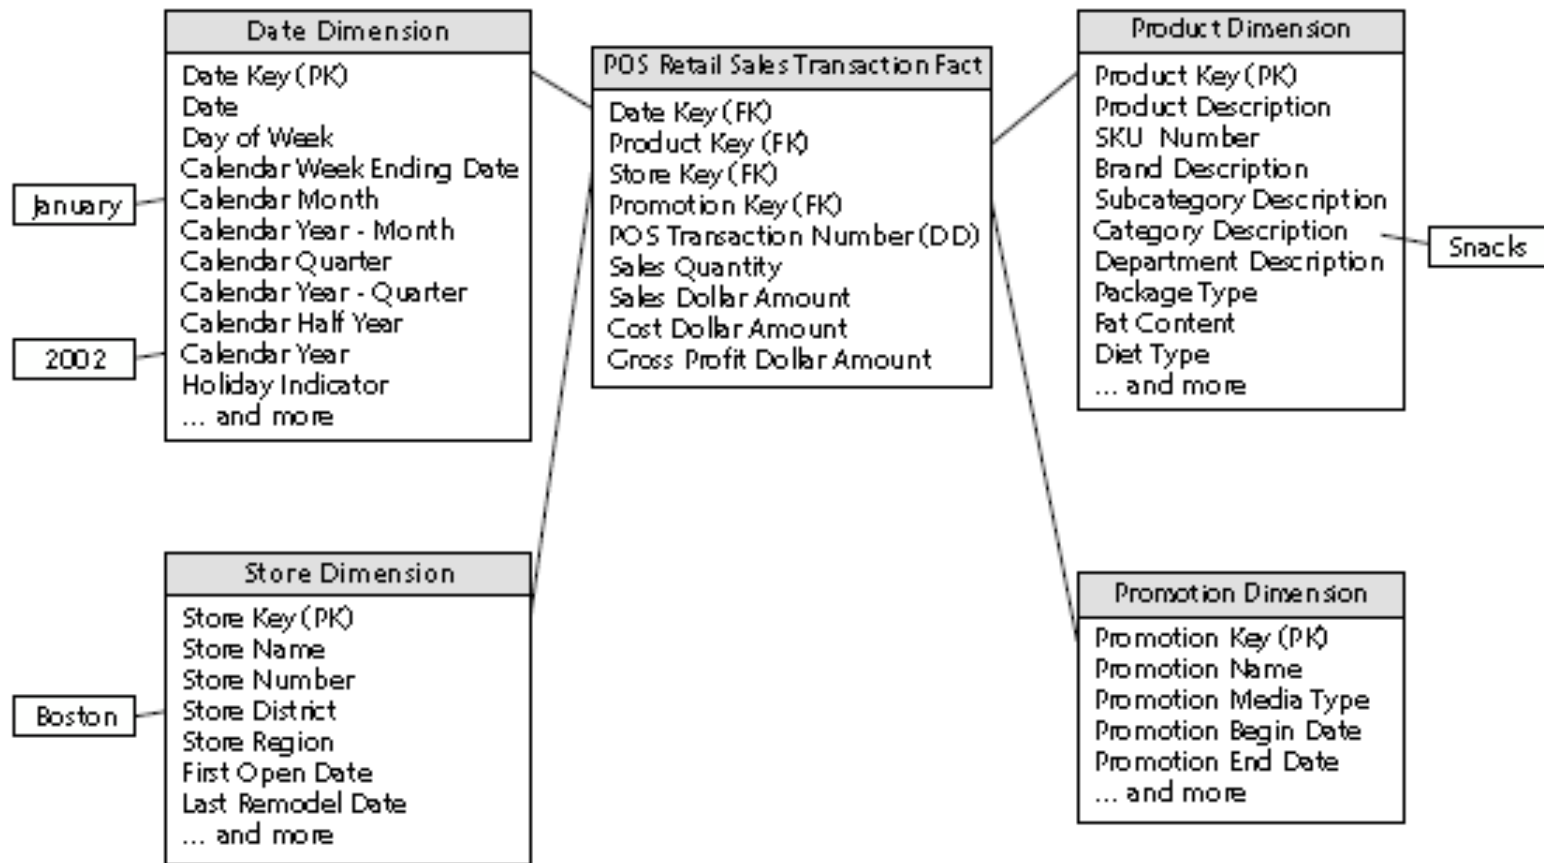 Date Dimension
Date Key (PK)
Date
Day of Week
Calendar Week Ending Date
Calendar Month
Calendar Year - Month
Calendar Quarter
Calendar Year - Quarter
Calendar Half Year
Calendar Year
Holiday Indicator
... and more
January
2002
POS Retail Sales Transaction Fact
Date Key (FK)
Product Key (FK)
Store Key (FK)
Promotion Key (FK)
POS Transaction Number (DD)
Sales Quantity
Sales Dollar Amount
Cost Dollar Amount
Gross Profit Dollar Amount
Product Dimension
Product Key (PK)
Product Description
SKU Number
Brand Description
Subcategory Description
Category Description
Department Description
Package Type
Fat Content
Diet Type
... and more
Snacks
Store Dimension
Store Key (PK)
Store Name
Store Number
Store District
Store Region
First Open Date
Last Remodel Date
... and more
Boston
Promotion Dimension
Promotion Key (PK)
Promotion Name
Promotion Media Type
Promotion Begin Date
Promotion End Date
... and more